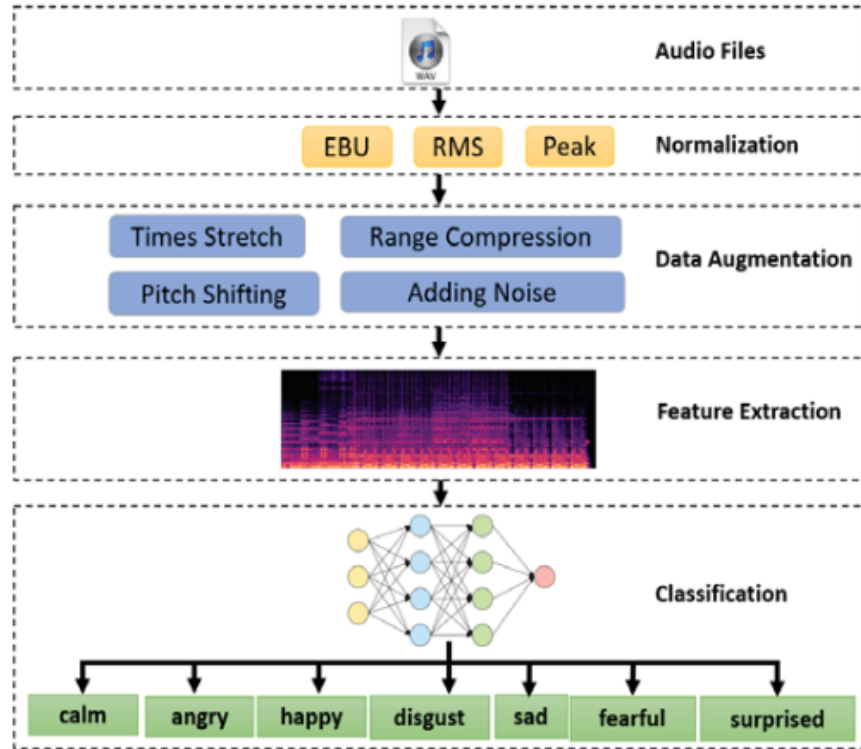 WAV
Audio Files
EBU RMS Peak
Normalization
Times Stretch Range Compression
Data Augmentation
Pitch Shifting Adding Noise
Feature Extraction
Classification
calm angry happy disgust sad fearful surprised